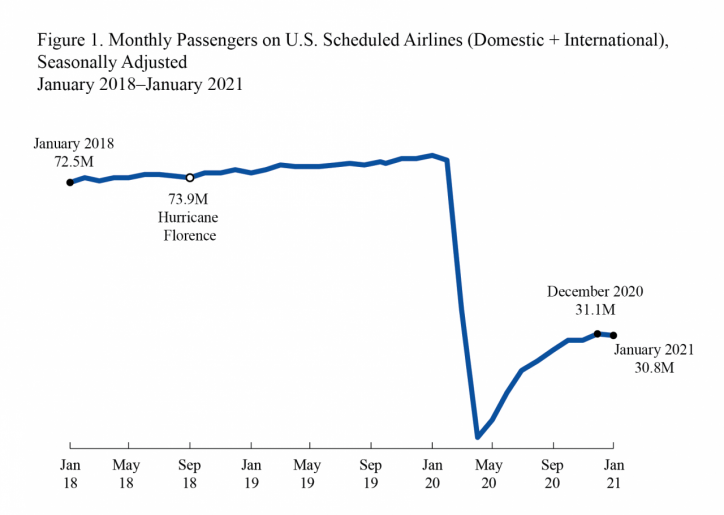 Figure 1. Monthly Passengers on U.S. Scheduled Airlines (Domestic + International),
Seasonally Adjusted
January 2018–January 2021
January 2018
72.5M
73.9M
Hurricane
Florence
December 2020
31.1M
January 2021
30.8M
Jan May Sep Jan May Sep Jan May Sep Jan
18 18 18 19 19 19 20 20 20 21